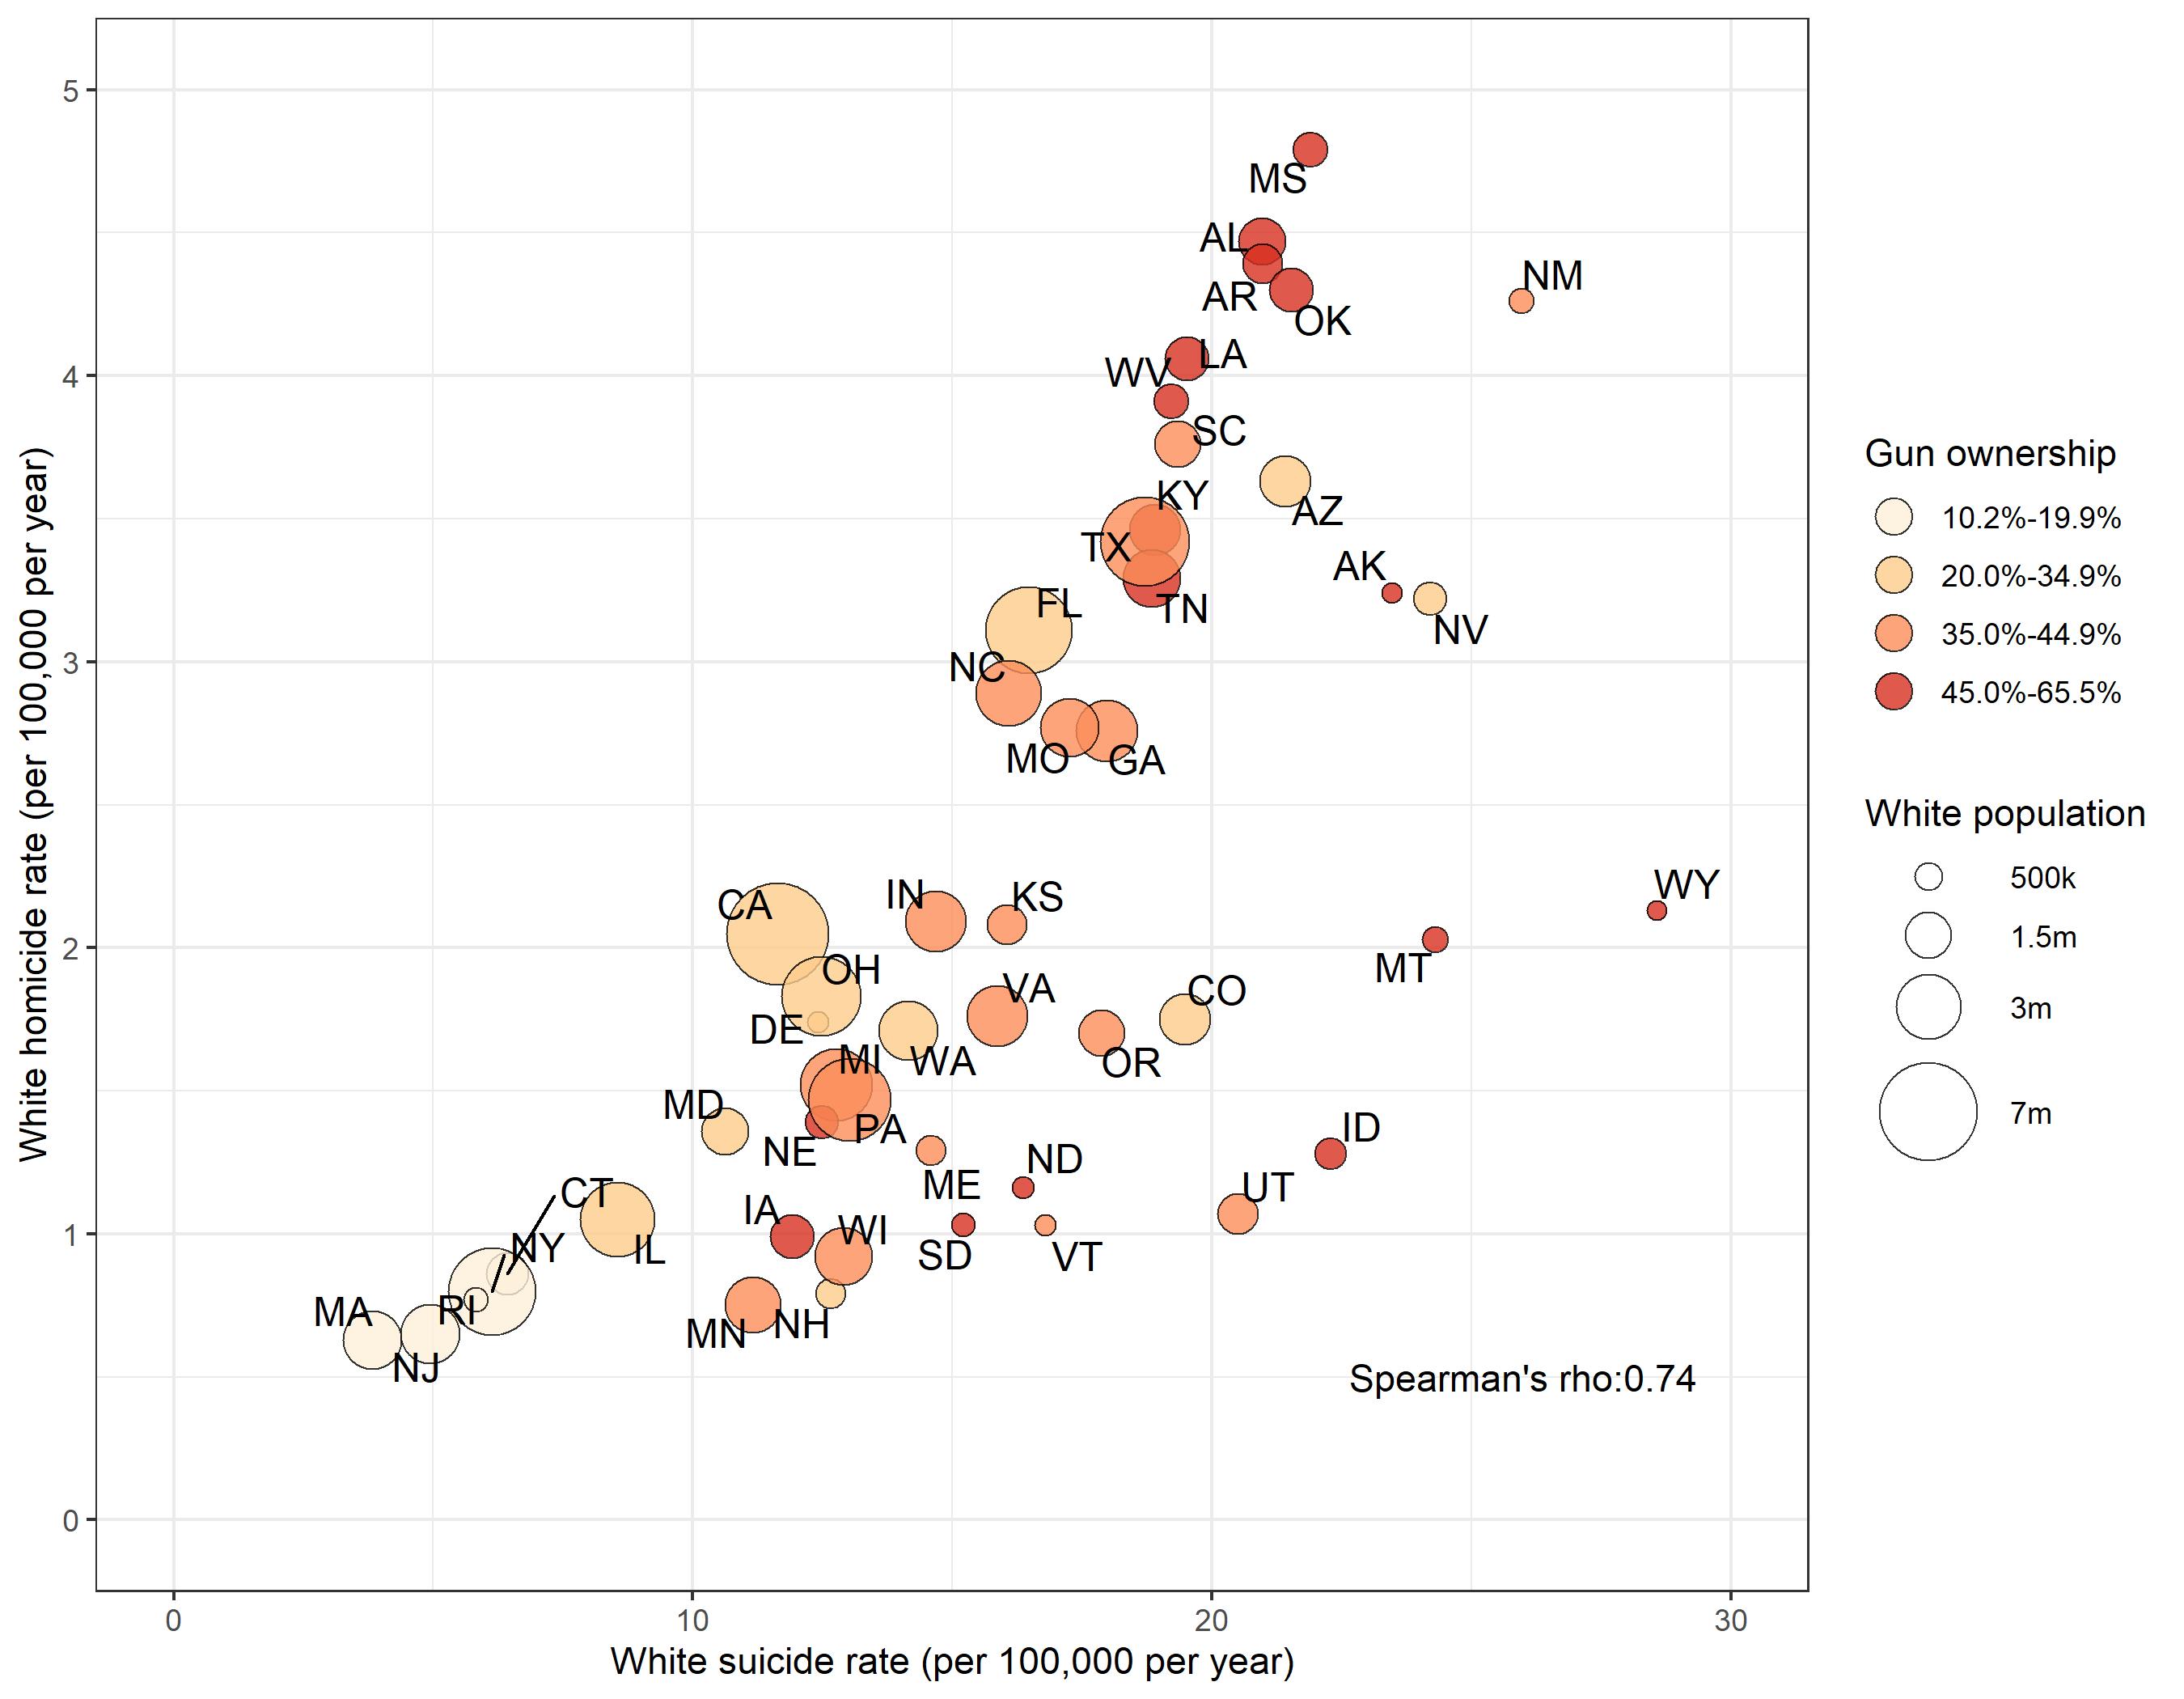 5
4
3
2
1
0
0
10
20
30
White homicide rate (per 100,000 per year)
White suicide rate (per 100,000 per year)
MS
AL
NM
AR
OK
LA
WV
SC
KY
AZ
TX
AK
FL
TN
NV
NC
MO
GA
WY
CA
IN
KS
OH
MT
CO
VA
DE
MI
WA
OR
MD
PA
ID
NE
ND
ME
CT
UT
IA
WI
NY
IL
SD
VT
MA
RI
NH
MN
NJ
Spearman's rho:0.74
Gun ownership
10.2%-19.9%
20.0%-34.9%
35.0%-44.9%
45.0%-65.5%
White population
500k
1.5m
3m
7m